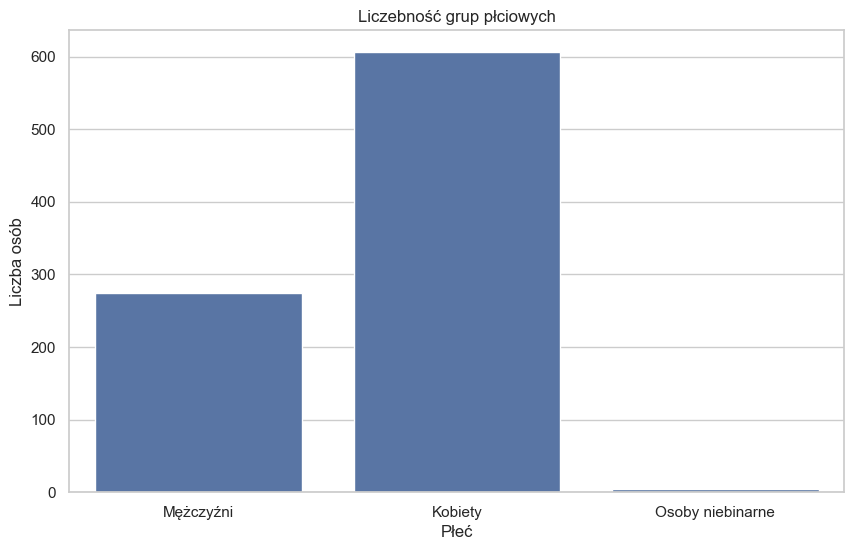 Liczebność grup płciowych
Liczba osób
600
500
400
300
200
100
0
Mężczyźni
Kobiety
Osoby niebinarne
Płeć